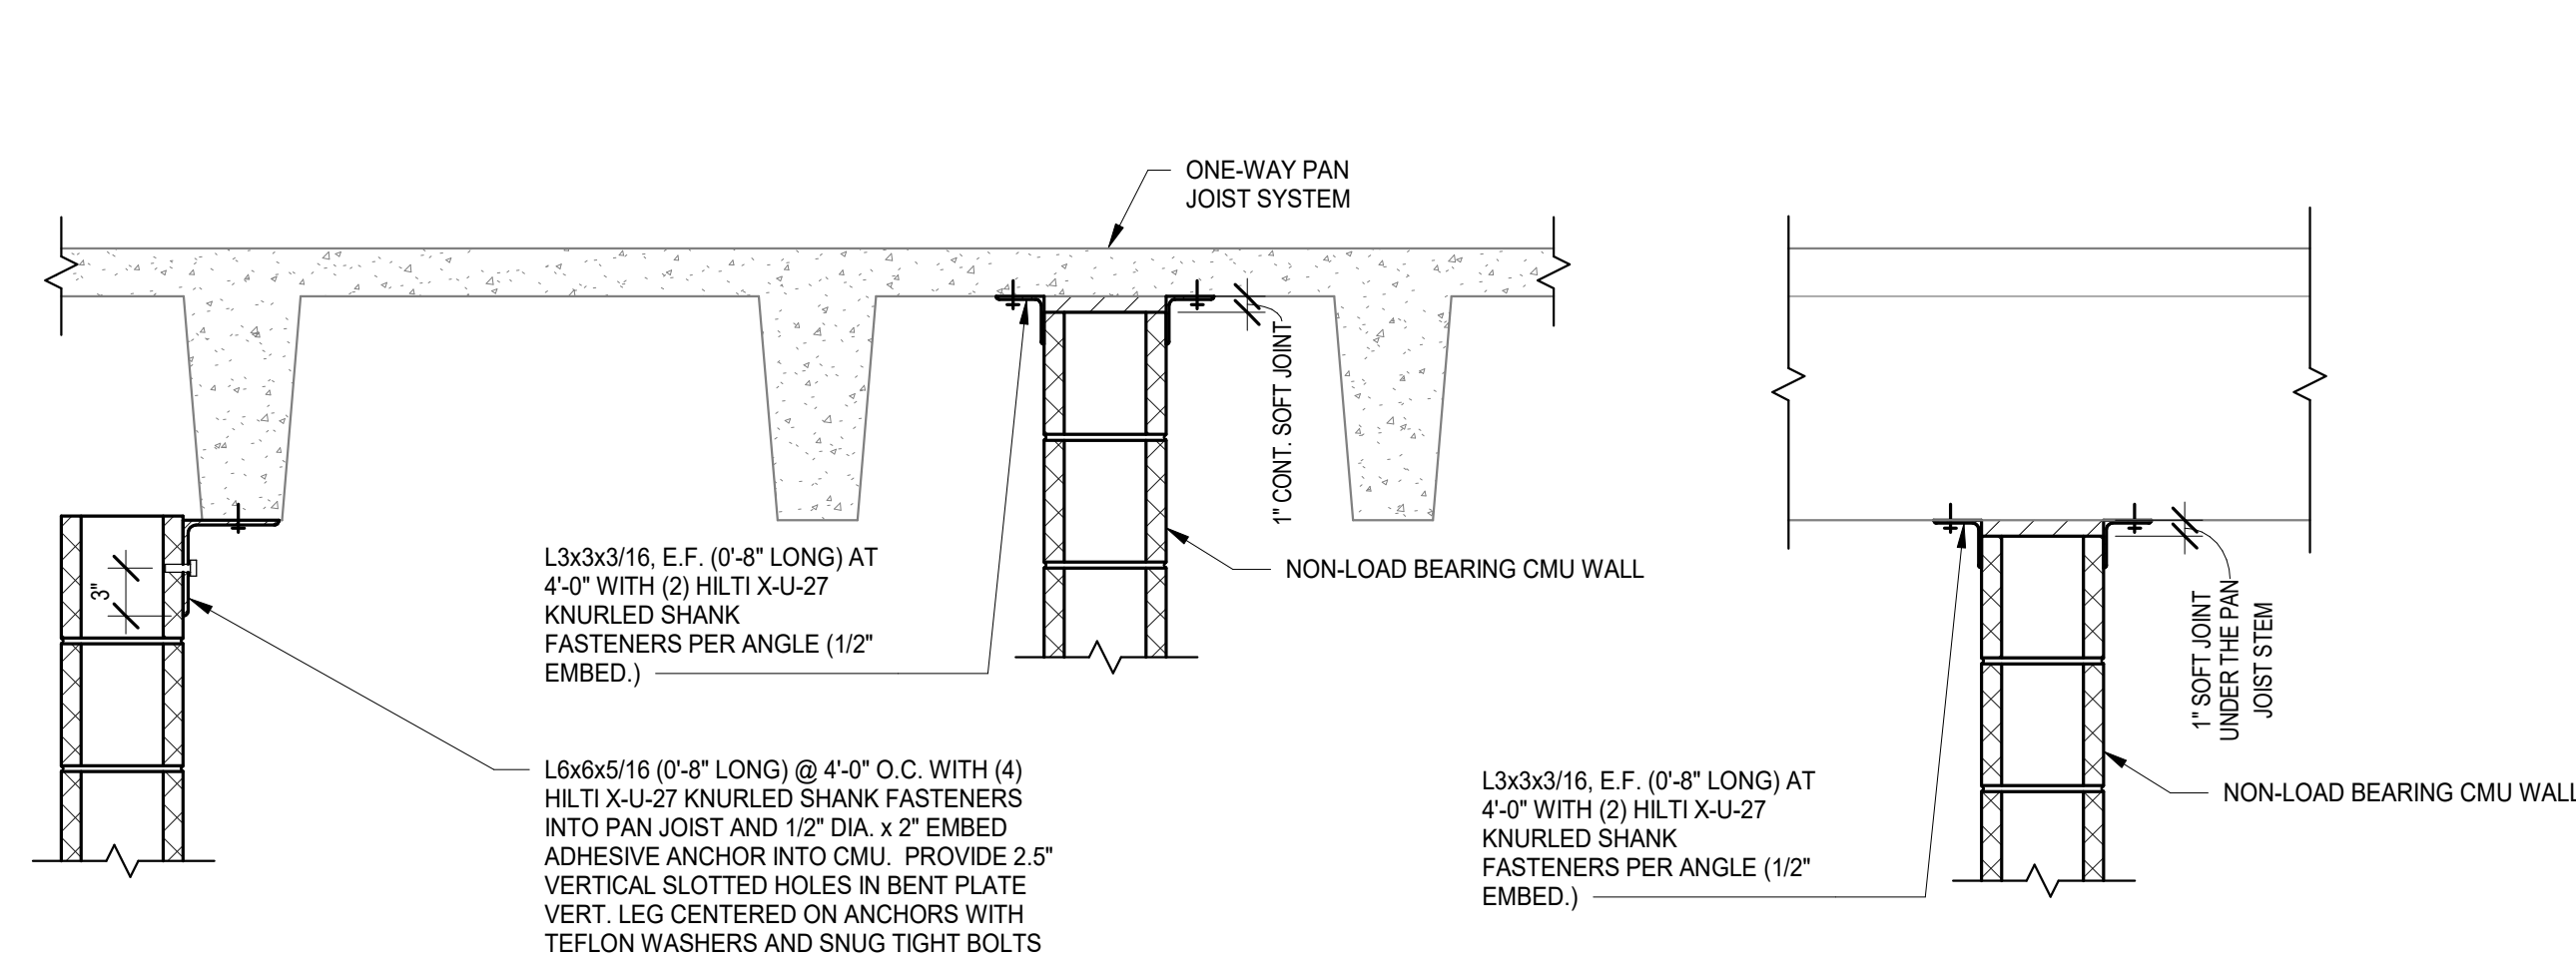 ONE-WAY PAN
JOIST SYSTEM
1" CONT. SOFT JOINT
L3x3x3/16, E.F. (0'-8" LONG) AT
4'-0" WITH (2) HILTI X-U-27
KNURLED SHANK
FASTENERS PER ANGLE (1/2"
EMBED.)
NON-LOAD BEARING CMU WALL
3"
L6x6x5/16 (0'-8" LONG) @ 4'-0" O.C. WITH (4)
HILTI X-U-27 KNURLED SHANK FASTENERS
INTO PAN JOIST AND 1/2" DIA. x 2" EMBED
ADHESIVE ANCHOR INTO CMU.  PROVIDE 2.5"
VERTICAL SLOTTED HOLES IN BENT PLATE
VERT. LEG CENTERED ON ANCHORS WITH
TEFLON WASHERS AND SNUG TIGHT BOLTS
1" SOFT JOINT
UNDER THE PAN
JOIST STEM
L3x3x3/16, E.F. (0'-8" LONG) AT
4'-0" WITH (2) HILTI X-U-27
KNURLED SHANK
FASTENERS PER ANGLE (1/2"
EMBED.)
NON-LOAD BEARING CMU WALL